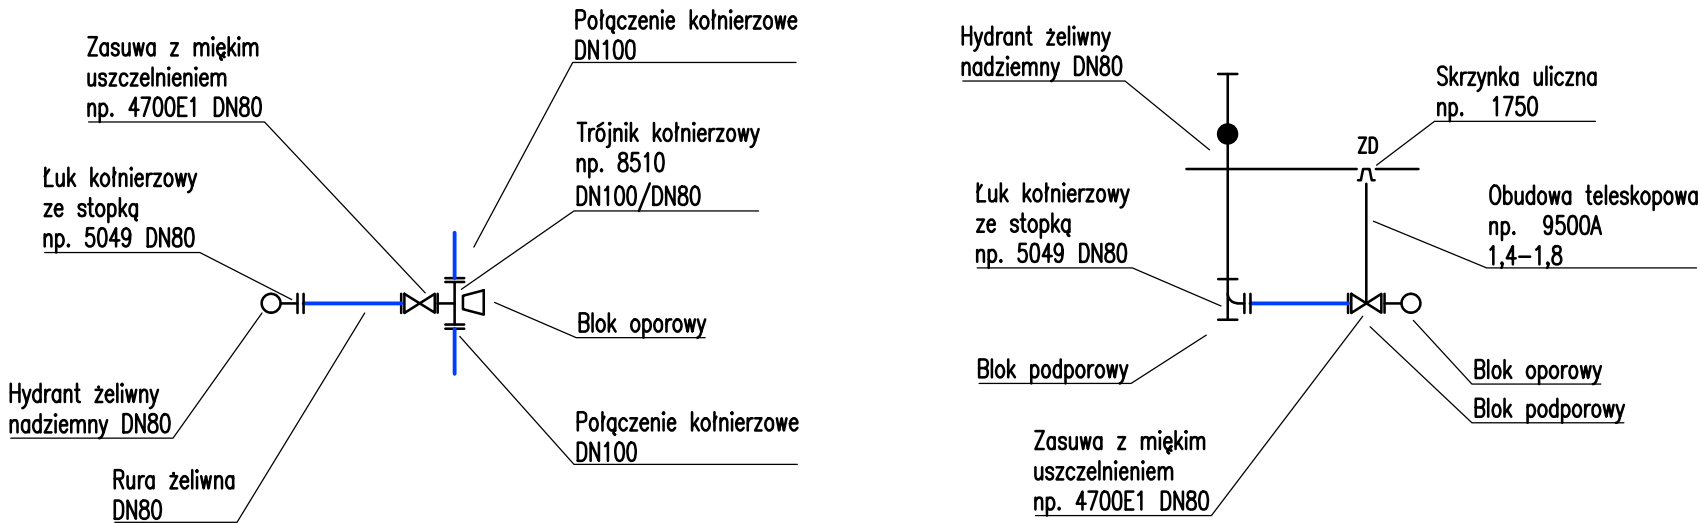 Połączenie kołnierzowe
DN100
Zasuwa z miękim
uszczelnieniem
np. 4700E1 DN80
Trójnik kołnierzowy
np. 8510
DN100/DN80
Łuk kołnierzowy
ze stopką
np. 5049 DN80
Blok oporowy
Hydrant żeliwny
nadziemny DN80
Połączenie kołnierzowe
DN100
Rura żeliwna
DN80
Hydrant żeliwny
nadziemny DN80
Skrzynka uliczna
np. 1750
ZD
Łuk kołnierzowy
ze stopką
np. 5049 DN80
Obudowa teleskopowa
np. 9500A
1,4-1,8
Blok podporowy
Blok oporowy
Blok podporowy
Zasuwa z miękim
uszczelnieniem
np. 4700E1 DN80